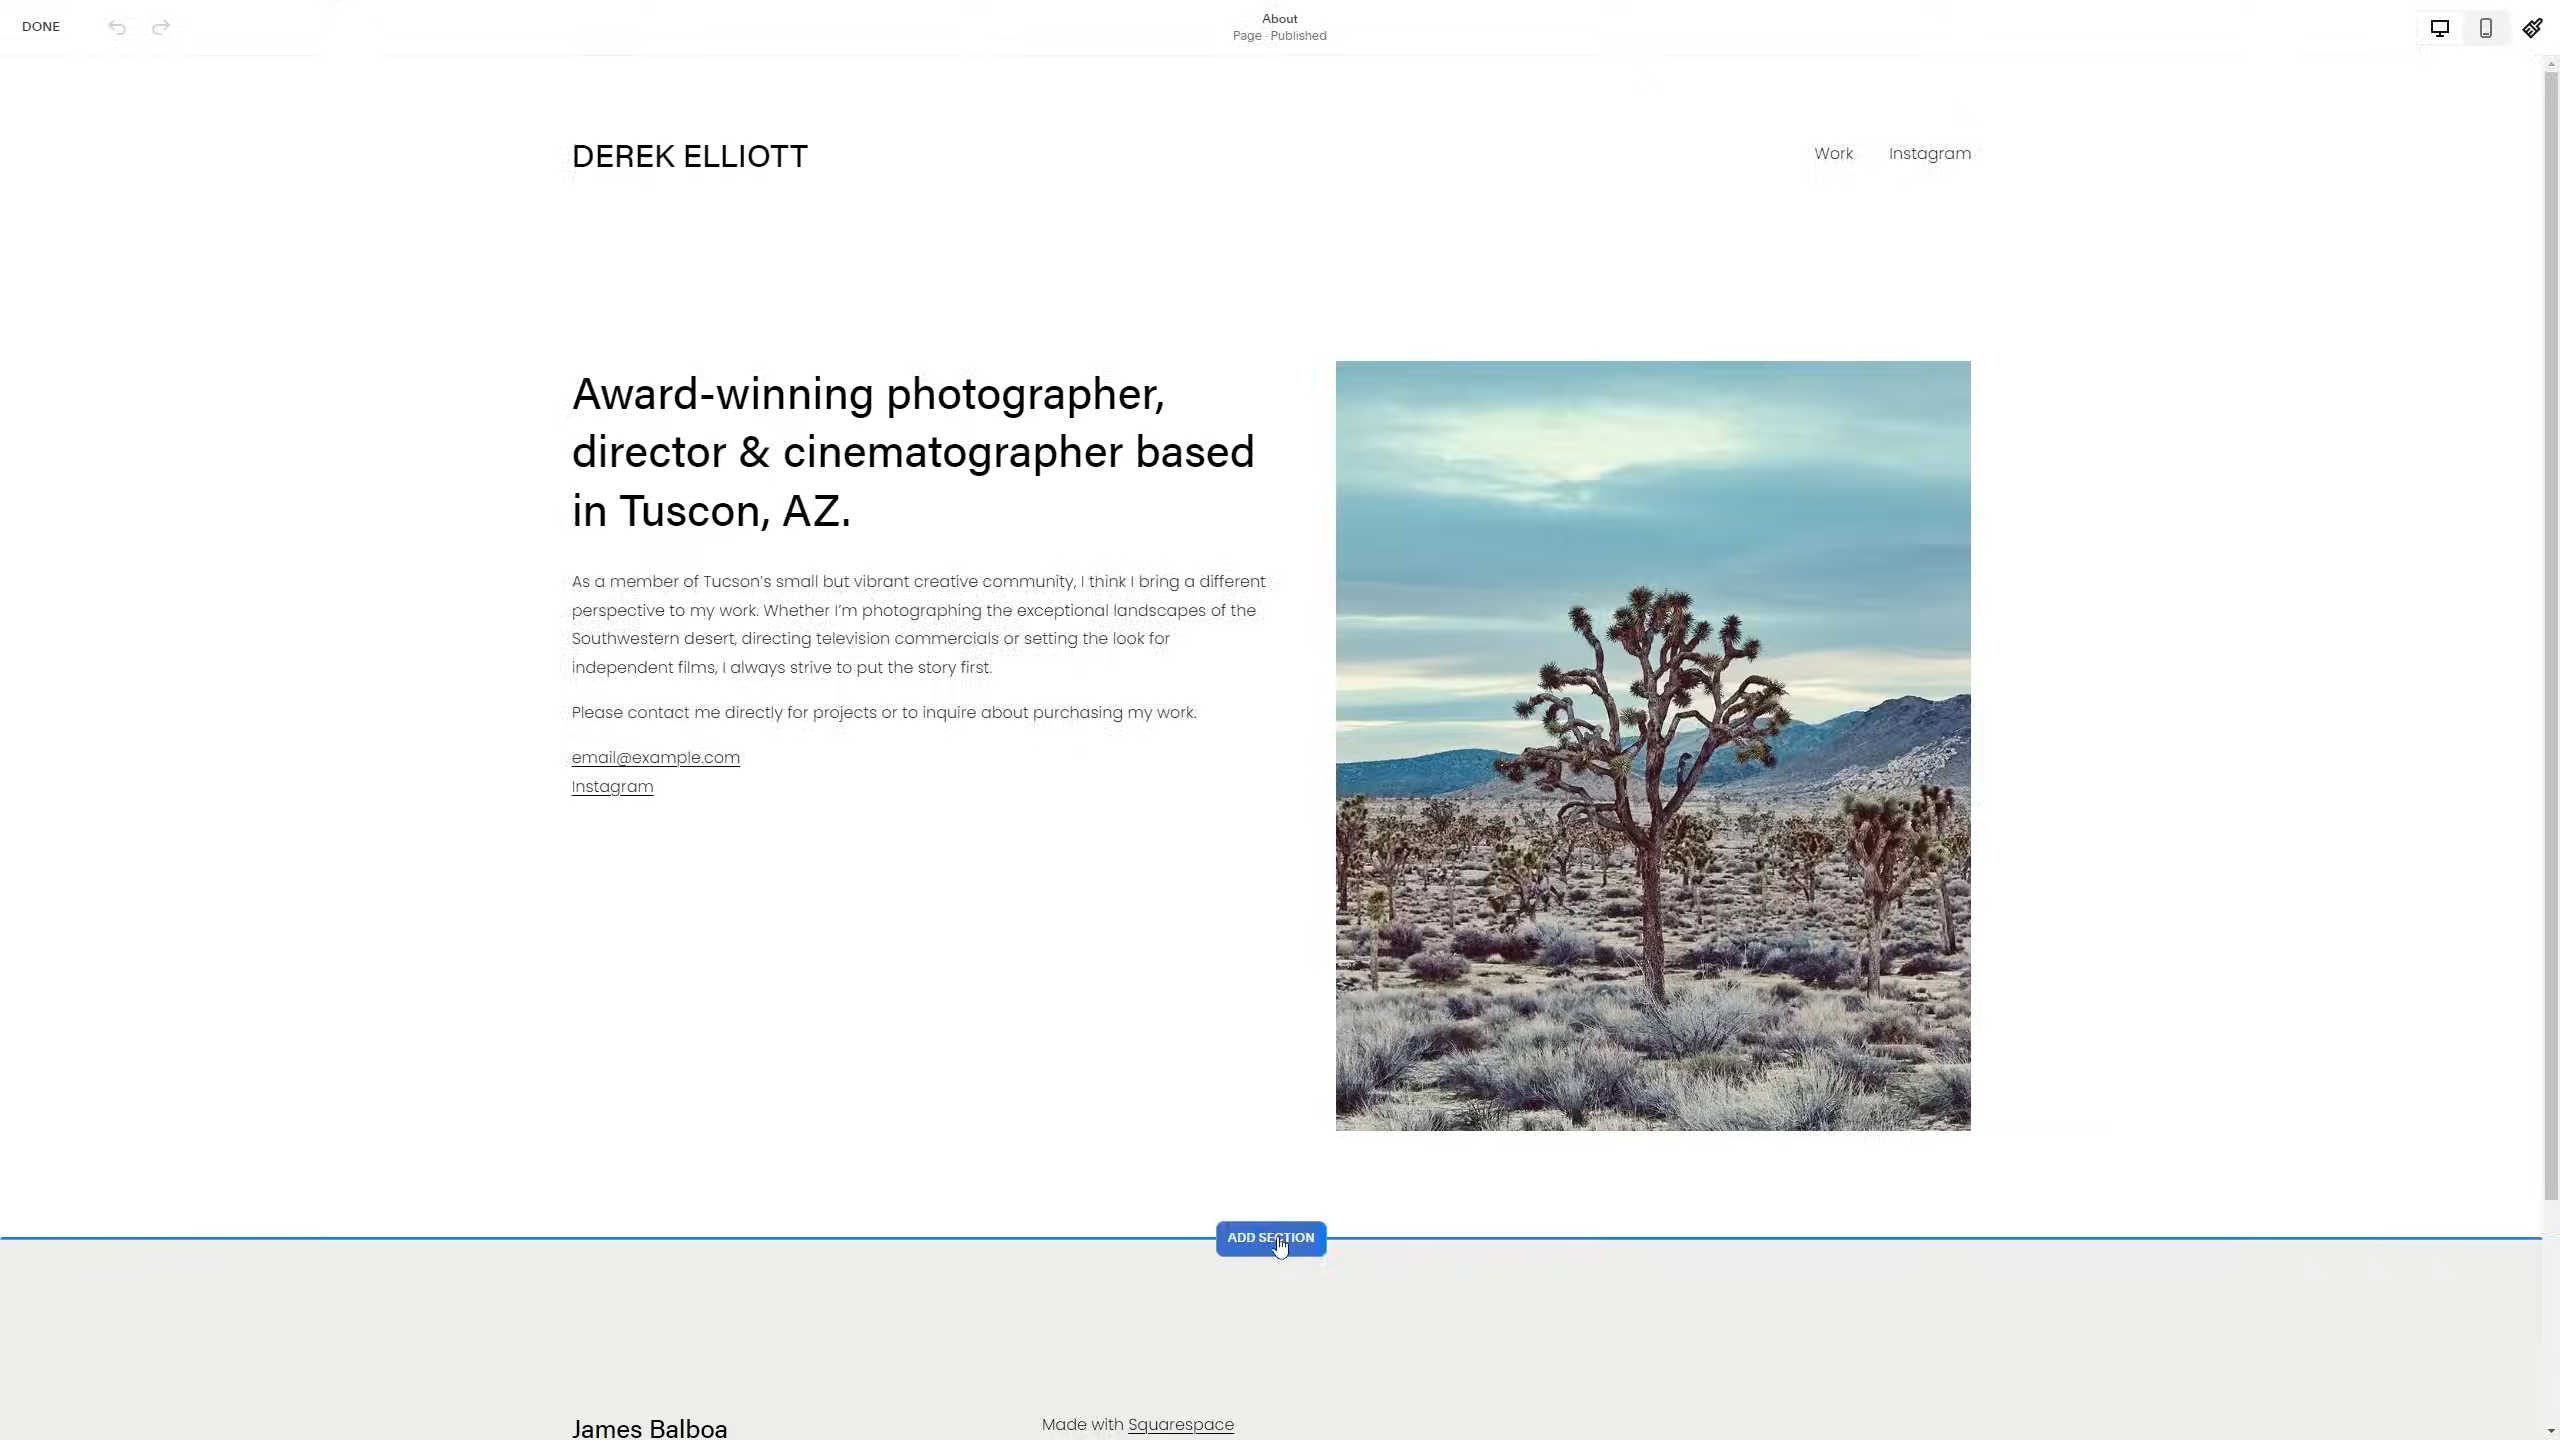 DONE
About
Page · Published
DEREK ELLIOTT
Work
Instagram
Award-winning photographer,
director & cinematographer based
in Tuscon, AZ.
As a member of Tucson's small but vibrant creative community, I think I bring a different
perspective to my work. Whether I'm photographing the exceptional landscapes of the
Southwestern desert, directing television commercials or setting the look for
independent films, I always strive to put the story first.
Please contact me directly for projects or to inquire about purchasing my work.
email@example.com
Instagram
ADD SECTION
James Balboa
Made with Squarespace